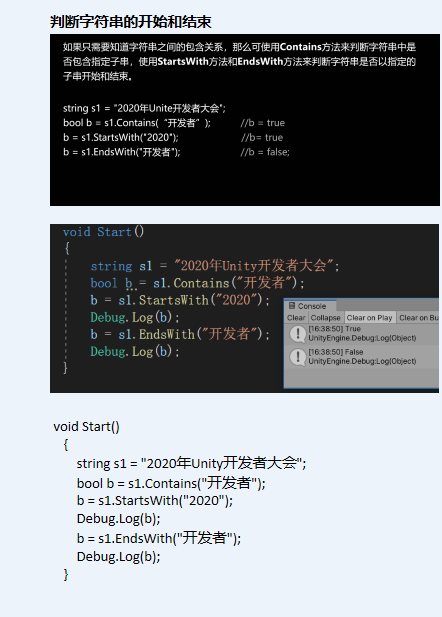 判断字符串的开始和结束
如果只需要知道字符串之间的包含关系，那么可使用Contains方法来判断字符串中是
否包含指定子串，使用StartsWith方法和EndsWith方法来判断字符串是否以指定的
子串开始和结束。
string s1 = "2020年Unite开发者大会";
bool b = s1.Contains(“开发者”); //b = true
b = s1.StartsWith("2020"); //b= true
b = s1.EndsWith("开发者"); //b = false;
void Start()
{
string s1 = "2020年Unity开发者大会";
bool b = s1.Contains("开发者");
b = s1.StartsWith("2020");
Debug.Log(b);
b = s1.EndsWith("开发者");
Debug.Log(b);
}
Console
Clear Collapse Clear on Play Clear on Bu
[16:38:50] True
UnityEngine.Debug:Log(Object)
[16:38:50] False
UnityEngine.Debug:Log(Object)
void Start()
{
string s1 = "2020年Unity开发者大会";
bool b = s1.Contains("开发者");
b = s1.StartsWith("2020");
Debug.Log(b);
b = s1.EndsWith("开发者");
Debug.Log(b);
}